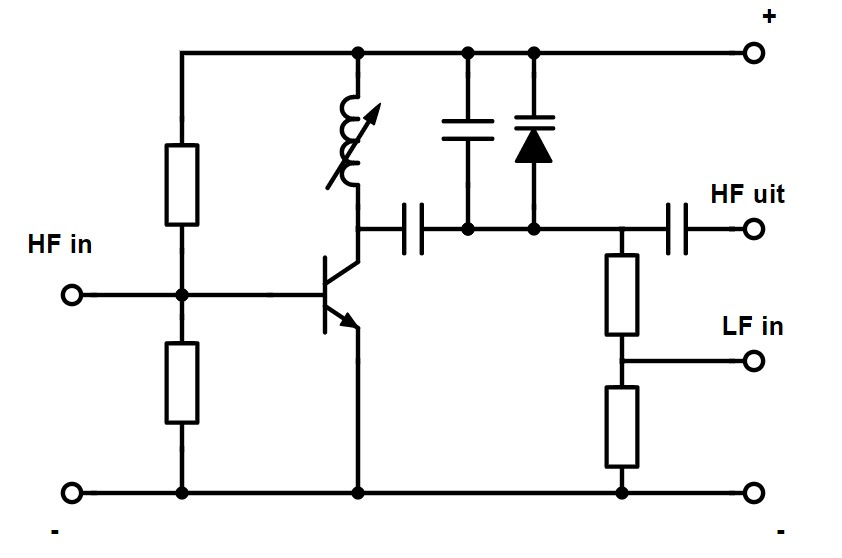 +
HF uit
HF in
LF in
-
-